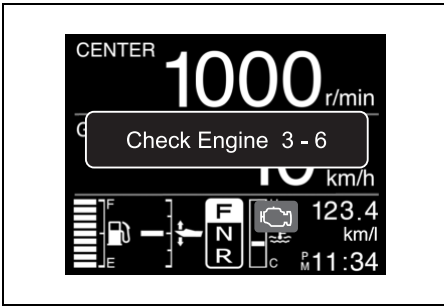 CENTER
1000 r/min
G
Check Engine 3 - 6
km/h
F F 123.4
N km/l
E R C PM 11:34